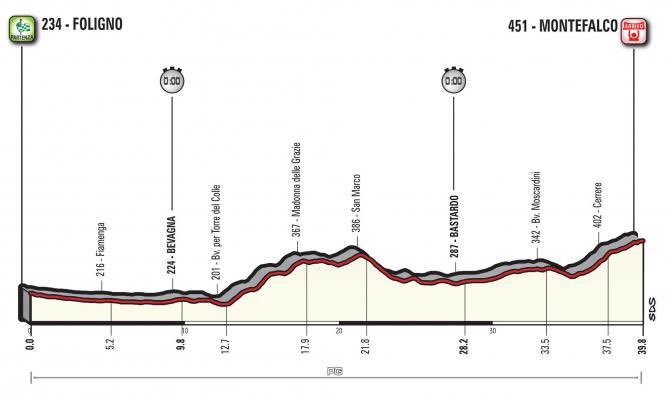 234 - FOLIGNO
451 - MONTEFALCO
PARTENZA
ARRIVO
0:00
0:00
216 - Fiamenga
224 - BEVAGNA
201 - Bv. per Torre del Colle
367 - Madonna delle Grazie
386 - San Marco
287 - BASTARDO
342 - Bv. Moscardini
402 - Cerrere
SDS
0
10
20
30
0.0
5.2
9.8
12.7
17.9
21.8
28.2
33.5
37.5
39.8
PG